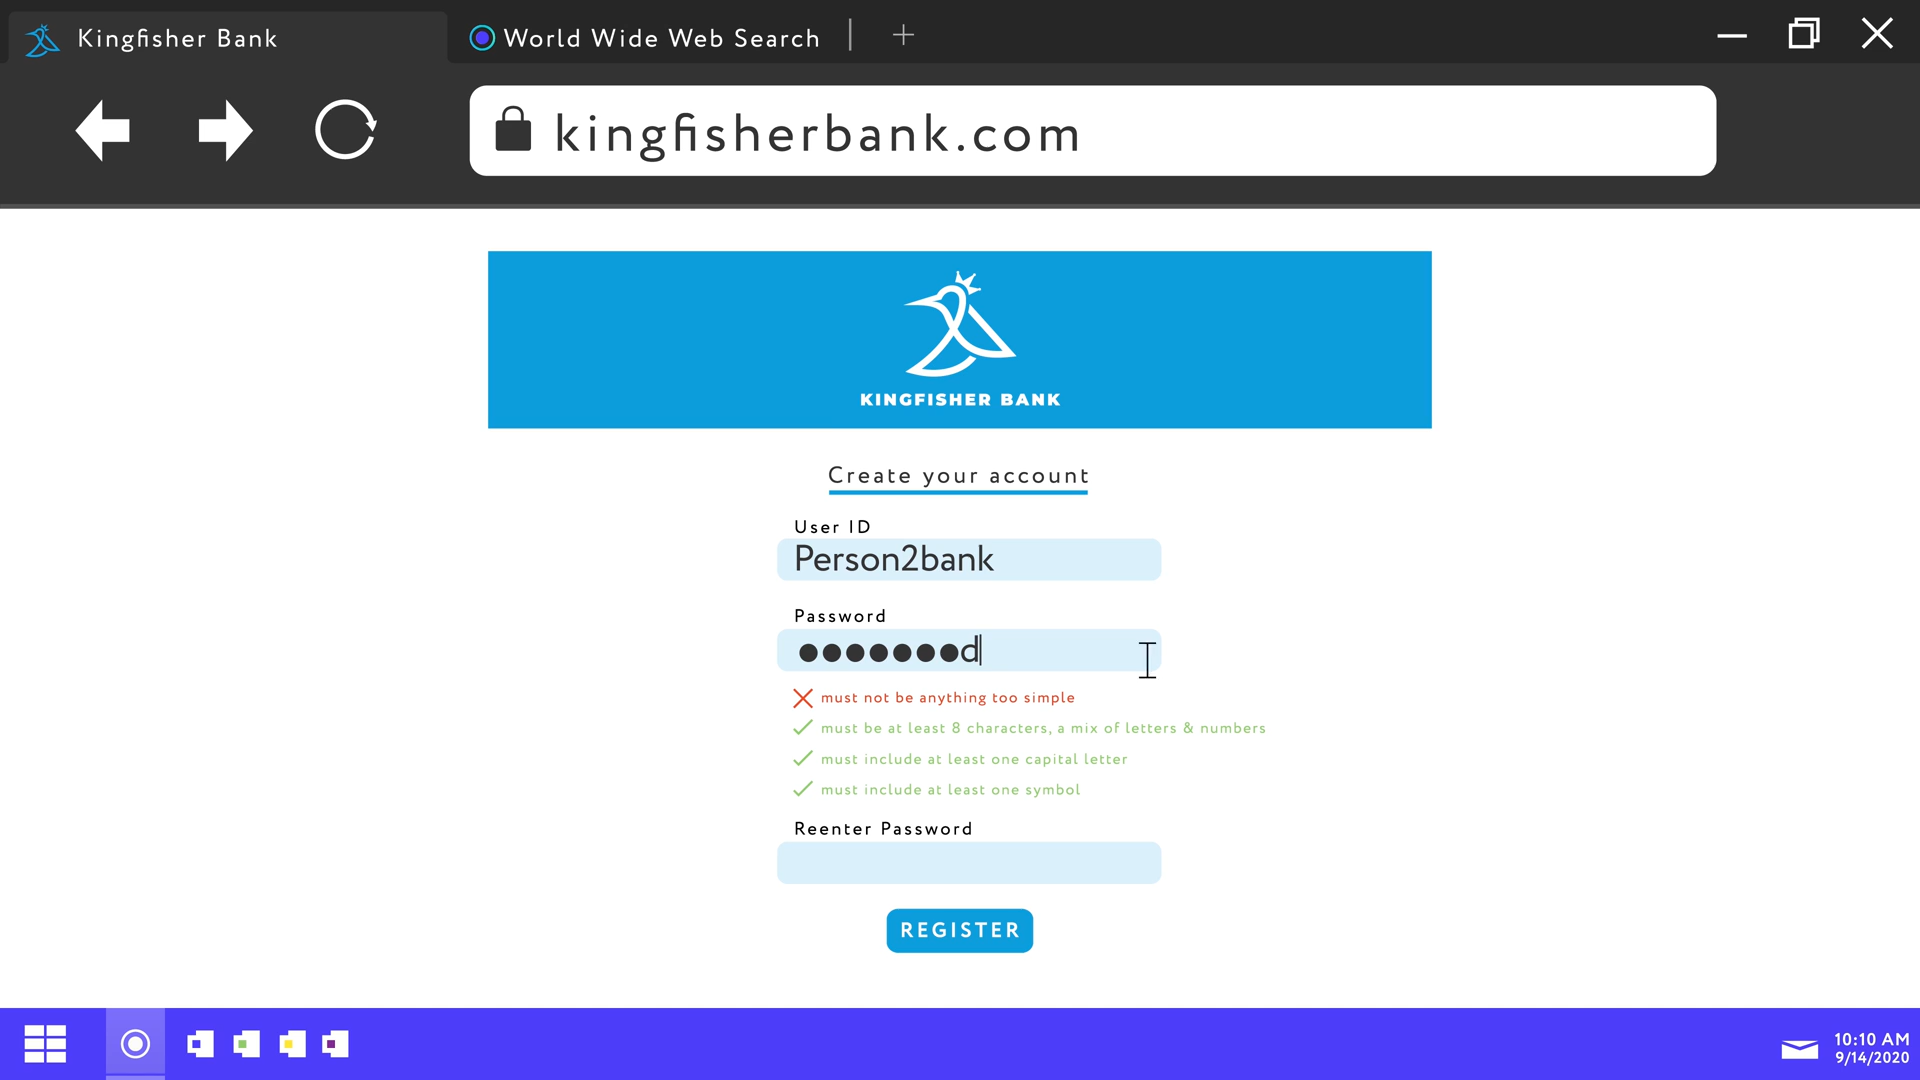 Kingfisher Bank
World Wide Web Search
kingfisherbank.com
KINGFISHER BANK
Create your account
User ID
Person2bank
Password
●●●●●●●d
must not be anything too simple
must be at least 8 characters, a mix of letters & numbers
must include at least one capital letter
must include at least one symbol
Reenter Password
REGISTER
10:10 AM
9/14/2020